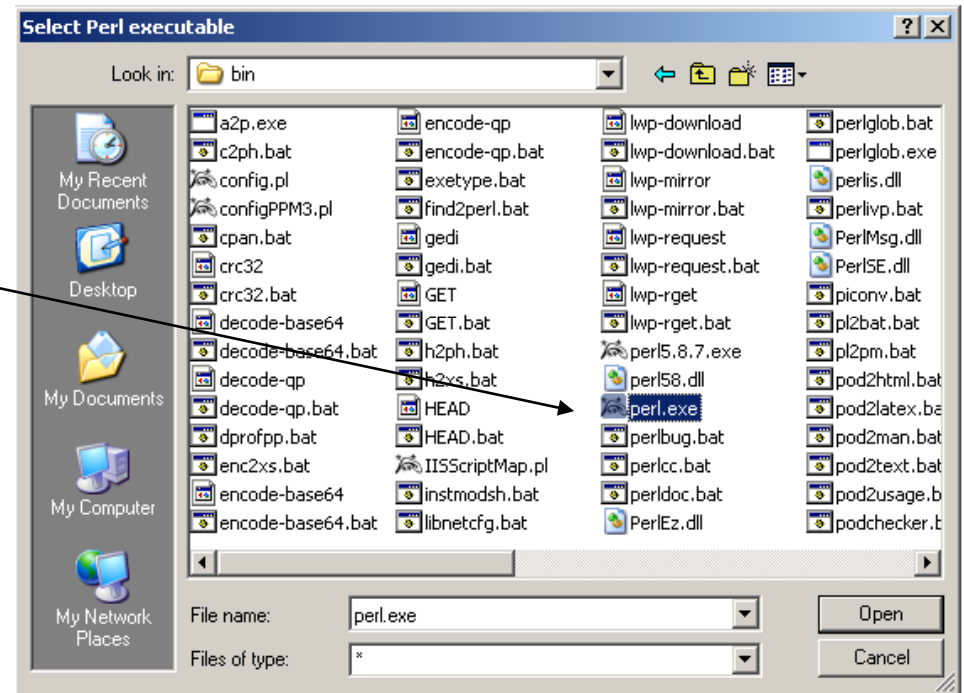 Select Perl executable
Look in: bin
My Recent
Documents
Desktop
My Documents
My Computer
My Network
Places
a2p.exe
c2ph.bat
config.pl
configPPM3.pl
cpan.bat
crc32
crc32.bat
decode-base64
decode-base64.bat
decode-qp
decode-qp.bat
dprofpp.bat
enc2xs.bat
encode-base64
encode-base64.bat
encode-qp
encode-qp.bat
exetype.bat
find2perl.bat
gedi
gedi.bat
GET
GET.bat
h2ph.bat
h2xs.bat
HEAD
HEAD.bat
IISScriptMap.pl
instmodsh.bat
libnetcfg.bat
lwp-download
lwp-download.bat
lwp-mirror
lwp-mirror.bat
lwp-request
lwp-request.bat
lwp-rget
lwp-rget.bat
perl5.8.7.exe
perl58.dll
perl.exe
perlbug.bat
perlcc.bat
perldoc.bat
PerlEz.dll
perlglob.bat
perlglob.exe
perlis.dll
perlivp.bat
PerlMsg.dll
PerlSE.dll
piconv.bat
pl2bat.bat
pl2pm.bat
pod2html.bat
pod2latex.ba
pod2man.bat
pod2text.bat
pod2usage.b
podchecker.b
File name: perl.exe
Open
Files of type: *
Cancel